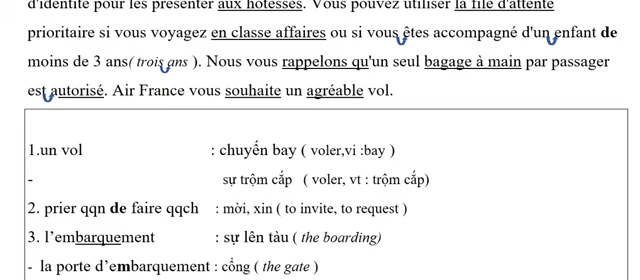 d'identité pour les présenter aux hôtesses. Vous pouvez utiliser la file d'attente
prioritaire si vous voyagez en classe affaires ou si vous êtes accompagné d'un enfant de
moins de 3 ans( trois ans ). Nous vous rappelons qu'un seul bagage à main par passager
est autorisé. Air France vous souhaite un agréable vol.
1.un vol : chuyến bay ( voler,vi :bay )
- sự trộm cắp ( voler, vt : trộm cắp)
2. prier qqn de faire qqch : mời, xin ( to invite, to request )
3. l’embarquement : sự lên tàu ( the boarding)
- la porte d’embarquement : cổng ( the gate )